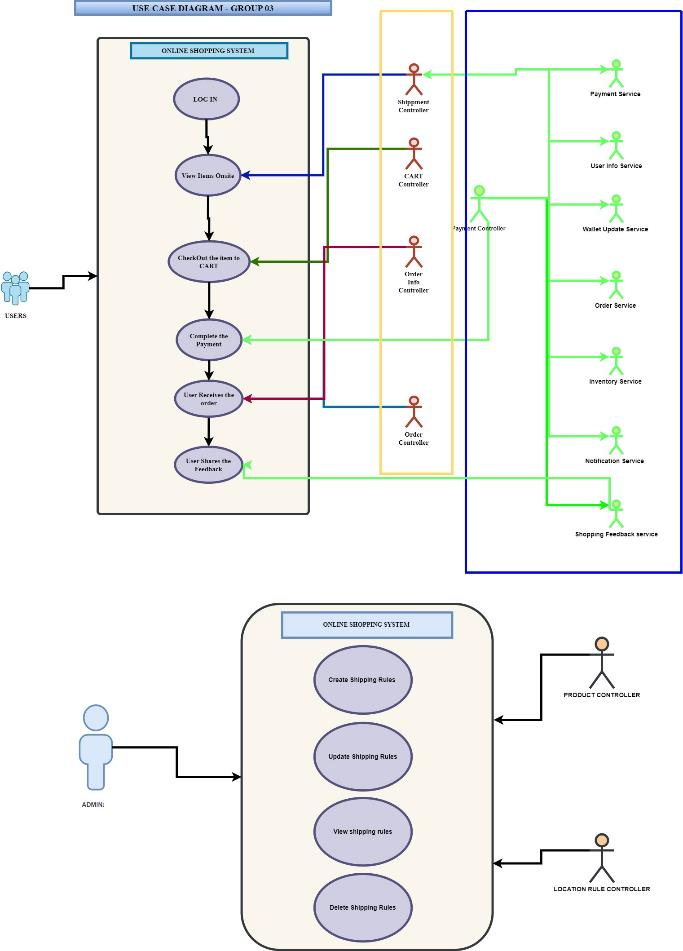 USE CASE DIAGRAM - GROUP 03
ONLINE SHOPPING SYSTEM
LOG IN
View Items Onsite
CheckOut the item to
CART
Complete the
Payment
User Receives the
order
User Shares the
Feedback
USERS
Shippment
Controller
CART
Controller
Order
Info
Controller
Order
Controller
Payment Controller
Payment Service
User Info Service
Wallet Update Service
Order Service
Inventory Service
Notification Service
Shopping Feedback service
ONLINE SHOPPING SYSTEM
Create Shipping Rules
Update Shipping Rules
View shipping rules
Delete Shipping Rules
ADMIN:
PRODUCT CONTROLLER
LOCATION RULE CONTROLLER